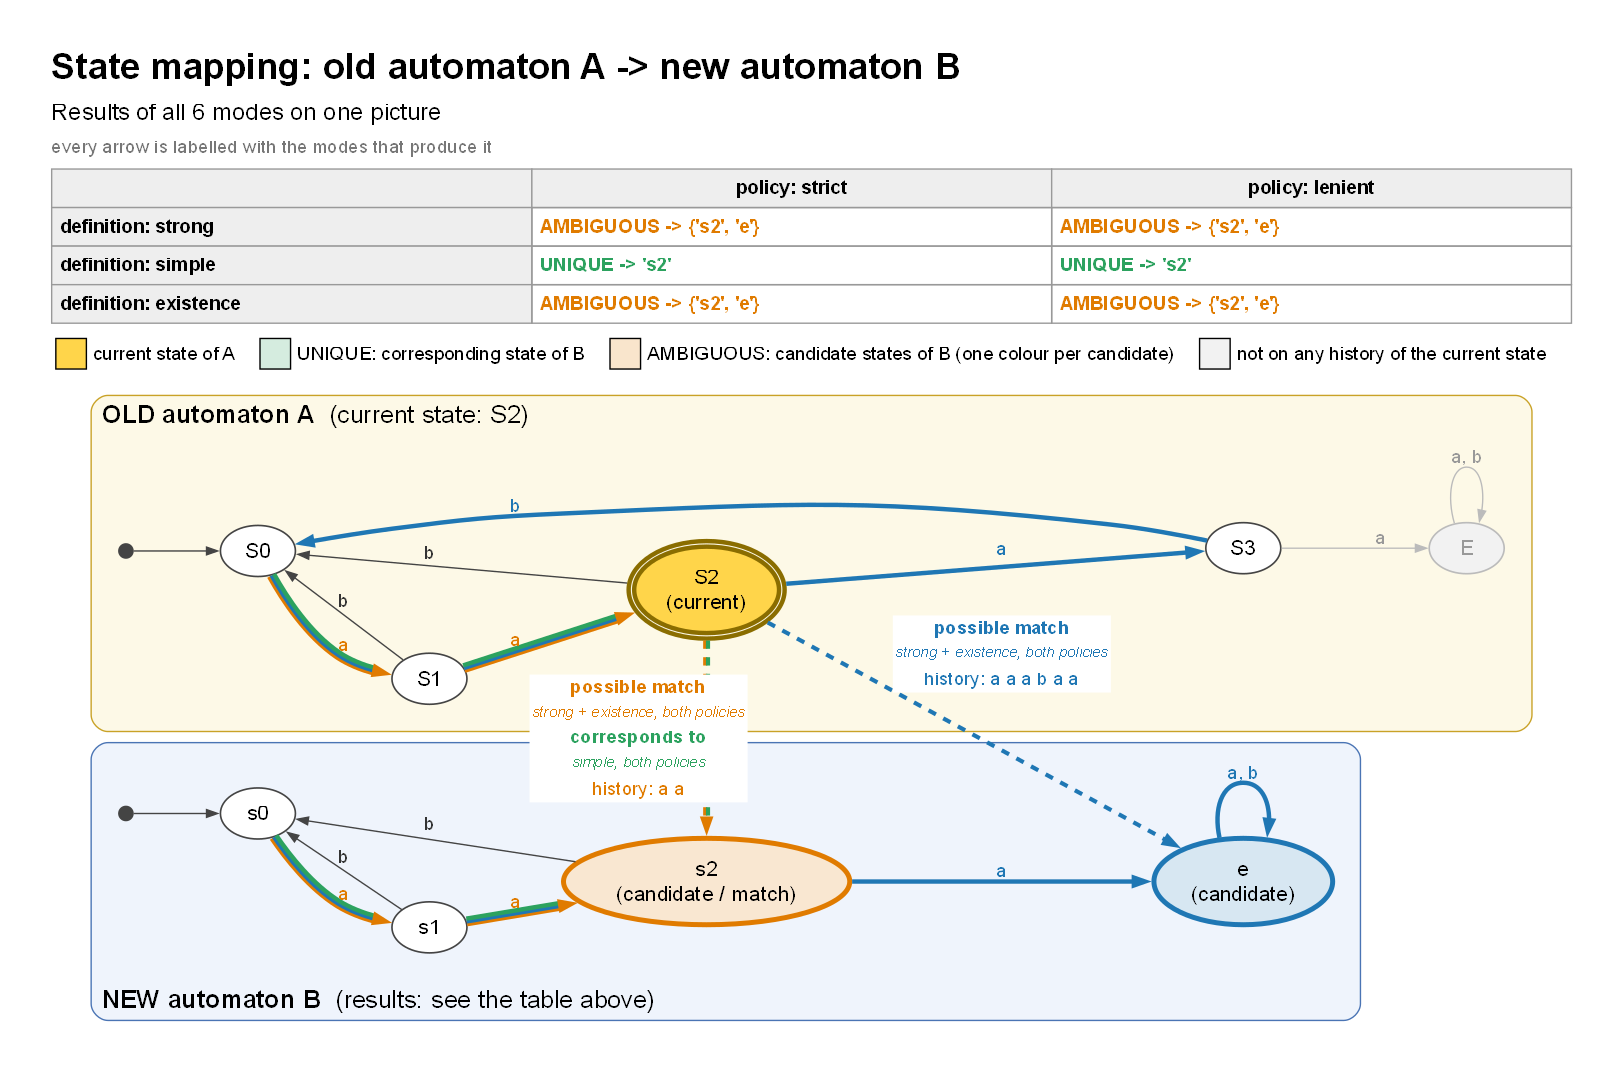 State mapping: old automaton A -> new automaton B
Results of all 6 modes on one picture
every arrow is labelled with the modes that produce it
policy: strict policy: lenient
definition: strong AMBIGUOUS -> {'s2', 'e'} AMBIGUOUS -> {'s2', 'e'}
definition: simple UNIQUE -> 's2' UNIQUE -> 's2'
definition: existence AMBIGUOUS -> {'s2', 'e'} AMBIGUOUS -> {'s2', 'e'}
current state of A UNIQUE: corresponding state of B AMBIGUOUS: candidate states of B (one colour per candidate) not on any history of the current state
OLD automaton A (current state: S2)
a, b
b
a
a
b
S0
S3
E
S2
(current)
b
a
a
S1
possible match
strong + existence, both policies
history: a a a b a a
possible match
strong + existence, both policies
corresponds to
simple, both policies
history: a a
a, b
s0
b
b
a
a
a
s1
s2
(candidate / match)
e
(candidate)
NEW automaton B (results: see the table above)